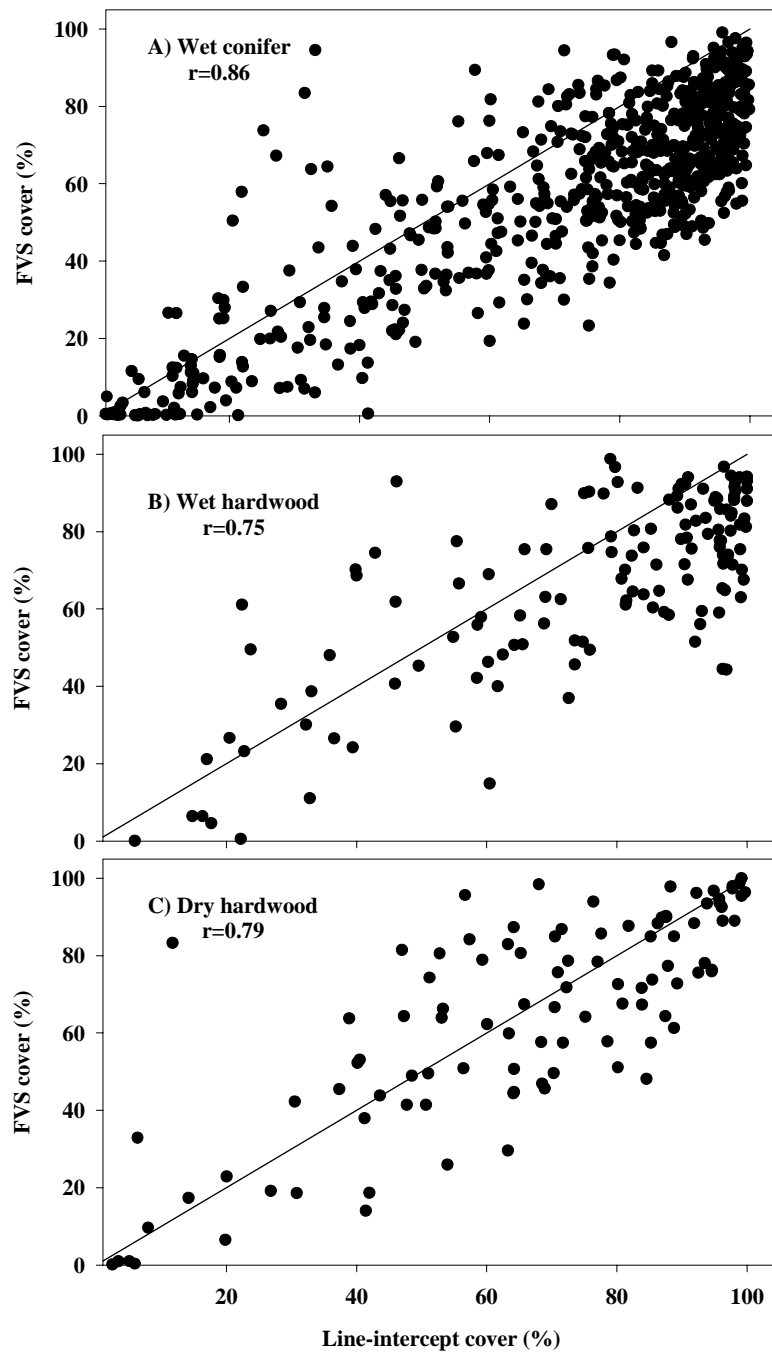 A) Wet conifer
r=0.86
100
80
60
40
20
0
FVS cover (%)
B) Wet hardwood
r=0.75
100
80
60
40
20
0
FVS cover (%)
C) Dry hardwood
r=0.79
100
80
60
40
20
0
FVS cover (%)
20 40 60 80 100
Line-intercept cover (%)